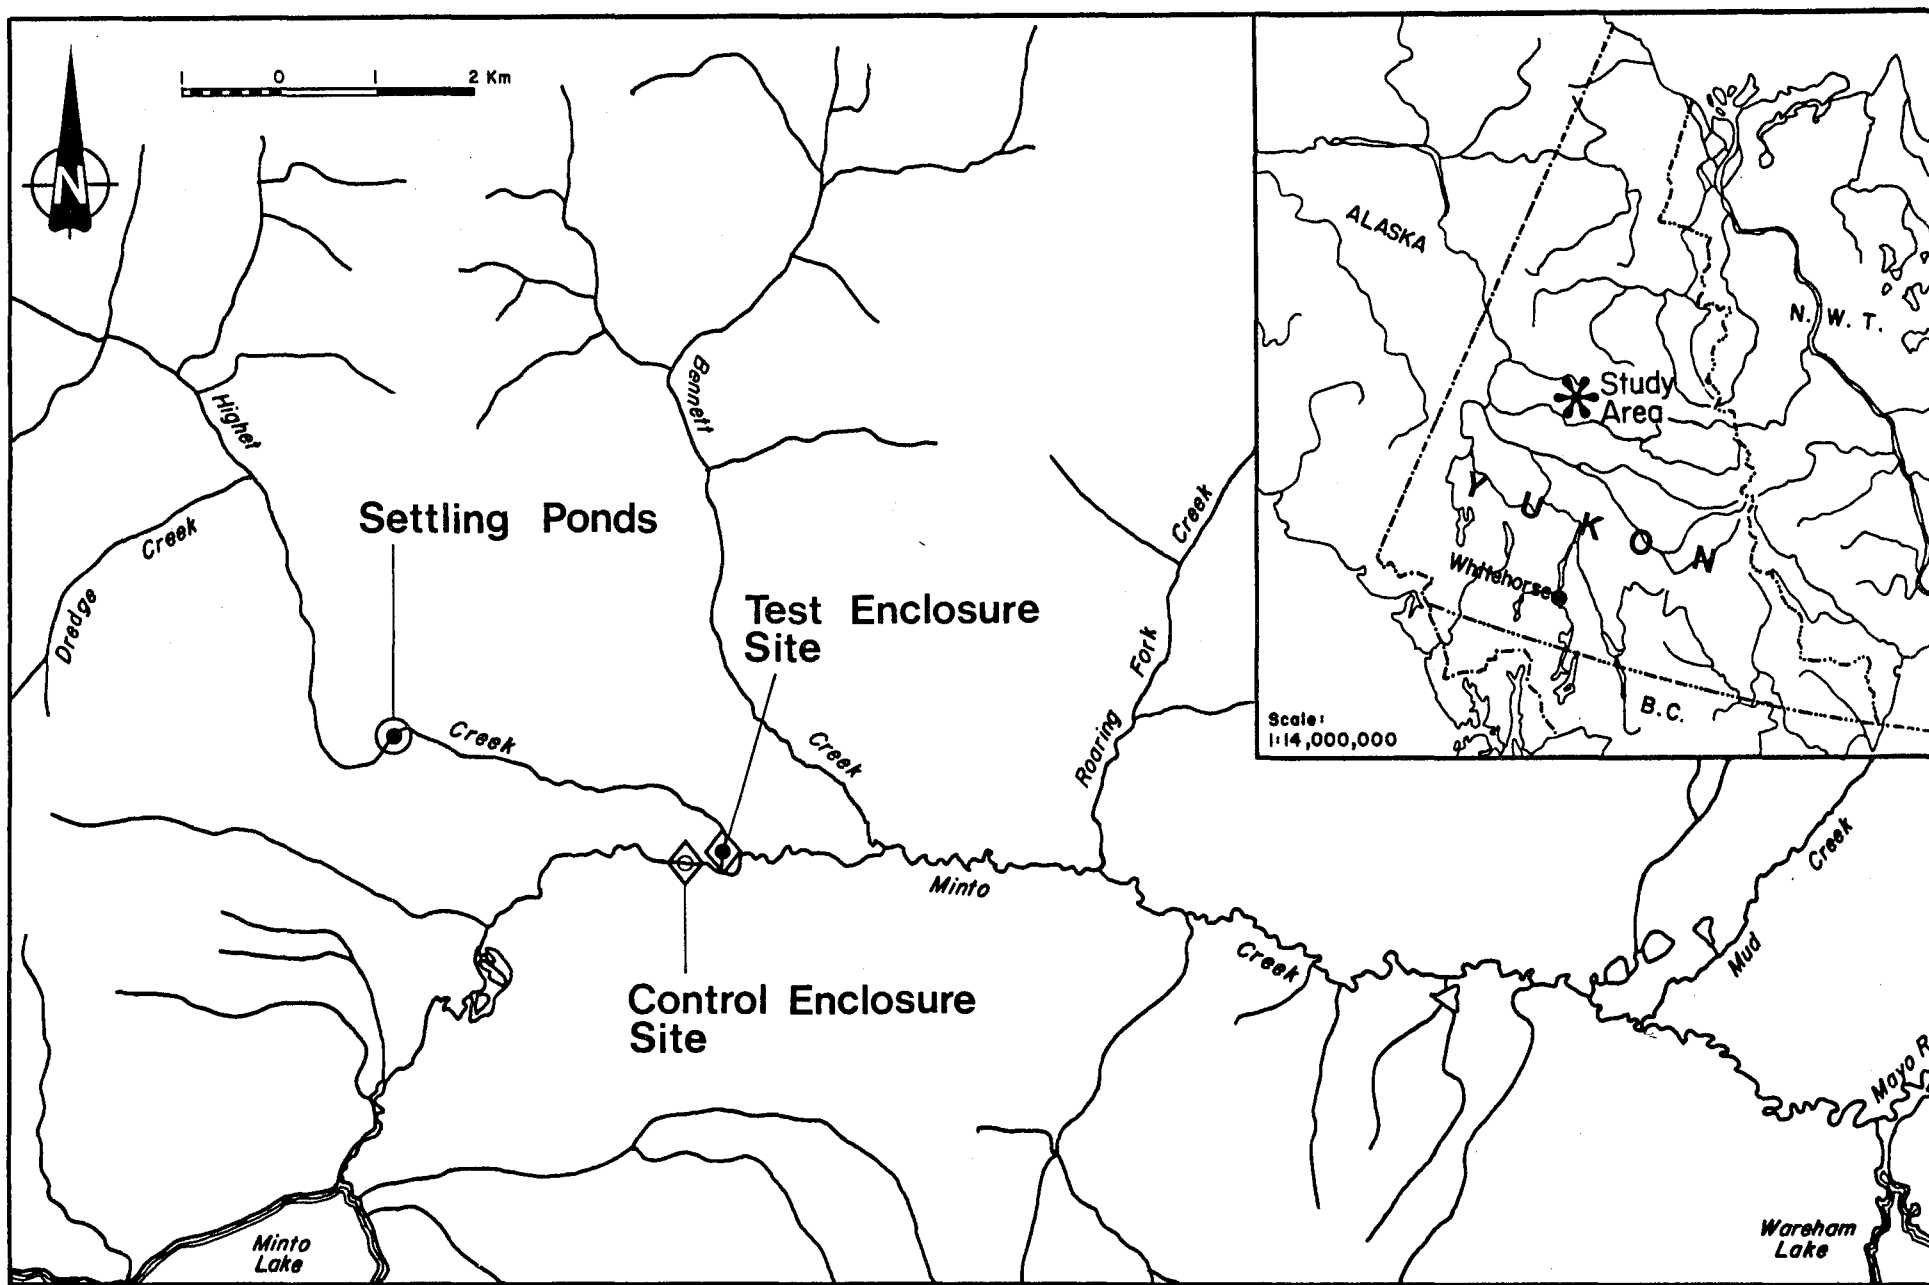 1 0 1 2 Km
N
ALASKA
N. W. T.
Study
Area
YUKON
Whitehorse
B.C.
Scale:
1:14,000,000
Highet
Creek
Bennett
Creek
Dredge
Creek
Settling Ponds
Test Enclosure
Site
Roaring
Fork
Creek
Minto
Creek
Control Enclosure
Site
Mud
Creek
Mayo R
Minto
Lake
Wareham
Lake